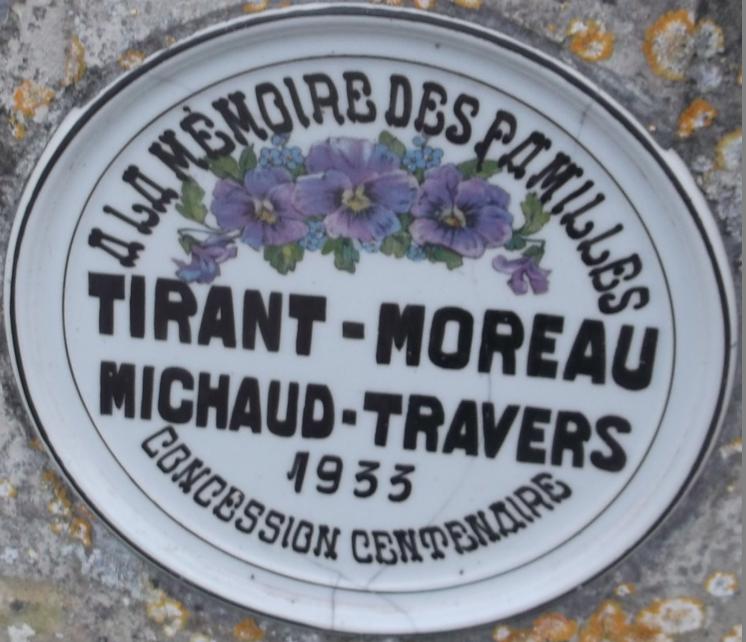 A LA MÉMOIRE DES FAMILLES
TIRANT - MOREAU
MICHAUD - TRAVERS
1933
CONCESSION CENTENAIRE